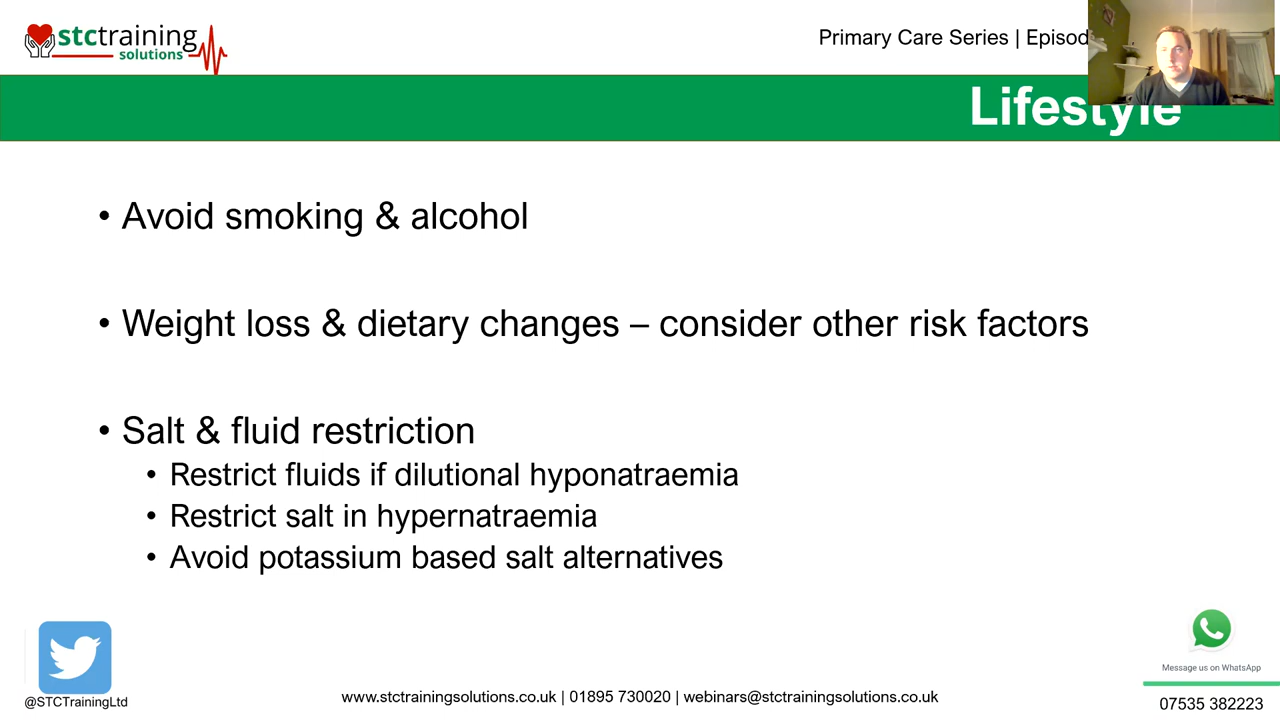 stctraining
solutions
Primary Care Series |
Lifestyle
• Avoid smoking & alcohol
• Weight loss & dietary changes – consider other risk factors
• Salt & fluid restriction
• Restrict fluids if dilutional hyponatraemia
• Restrict salt in hypernatraemia
• Avoid potassium based salt alternatives
Message us on WhatsApp
@STCTrainingLtd
www.stctrainingsolutions.co.uk | 01895 730020 | webinars@stctrainingsolutions.co.uk
07535 382223